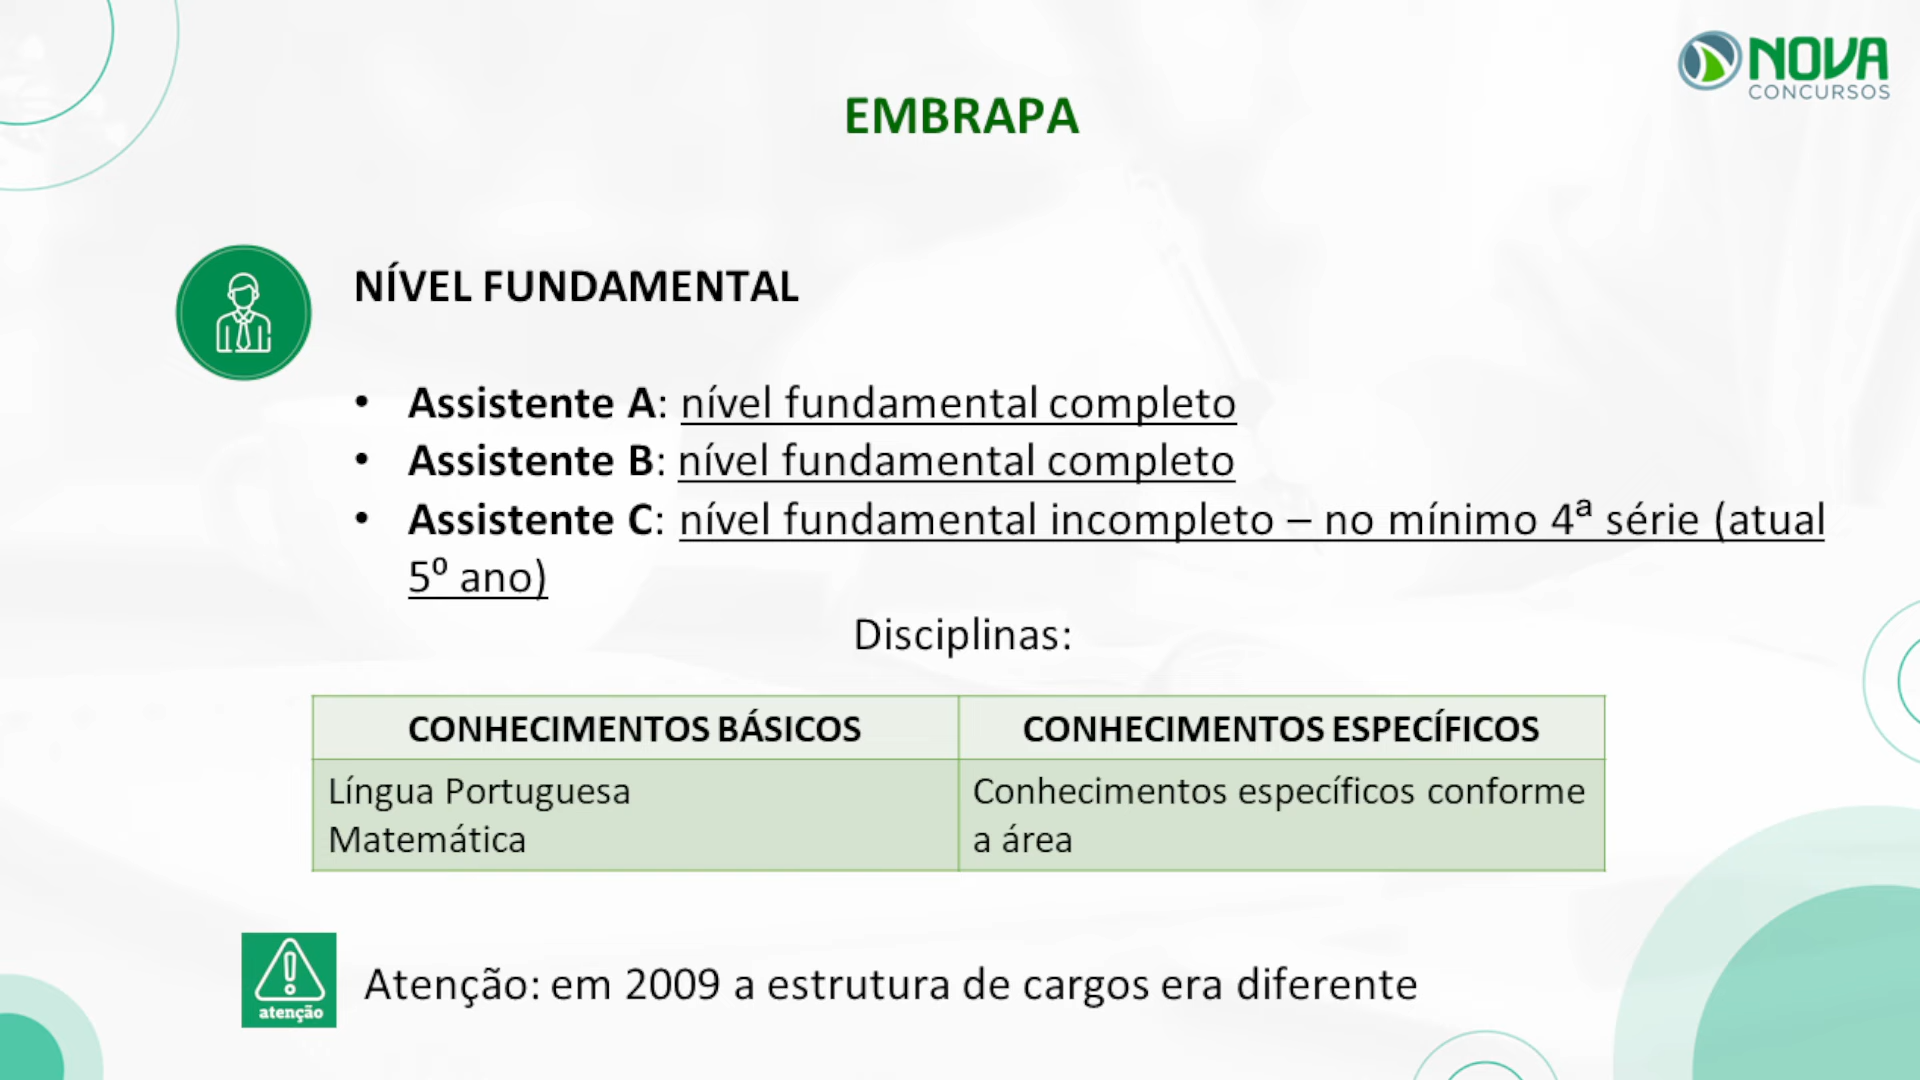 NOVA
CONCURSOS
EMBRAPA
NÍVEL FUNDAMENTAL
• Assistente A: nível fundamental completo
• Assistente B: nível fundamental completo
• Assistente C: nível fundamental incompleto – no mínimo 4ª série (atual
5º ano)
Disciplinas:
CONHECIMENTOS BÁSICOS
CONHECIMENTOS ESPECÍFICOS
Língua Portuguesa
Matemática
Conhecimentos específicos conforme
a área
atenção
Atenção: em 2009 a estrutura de cargos era diferente